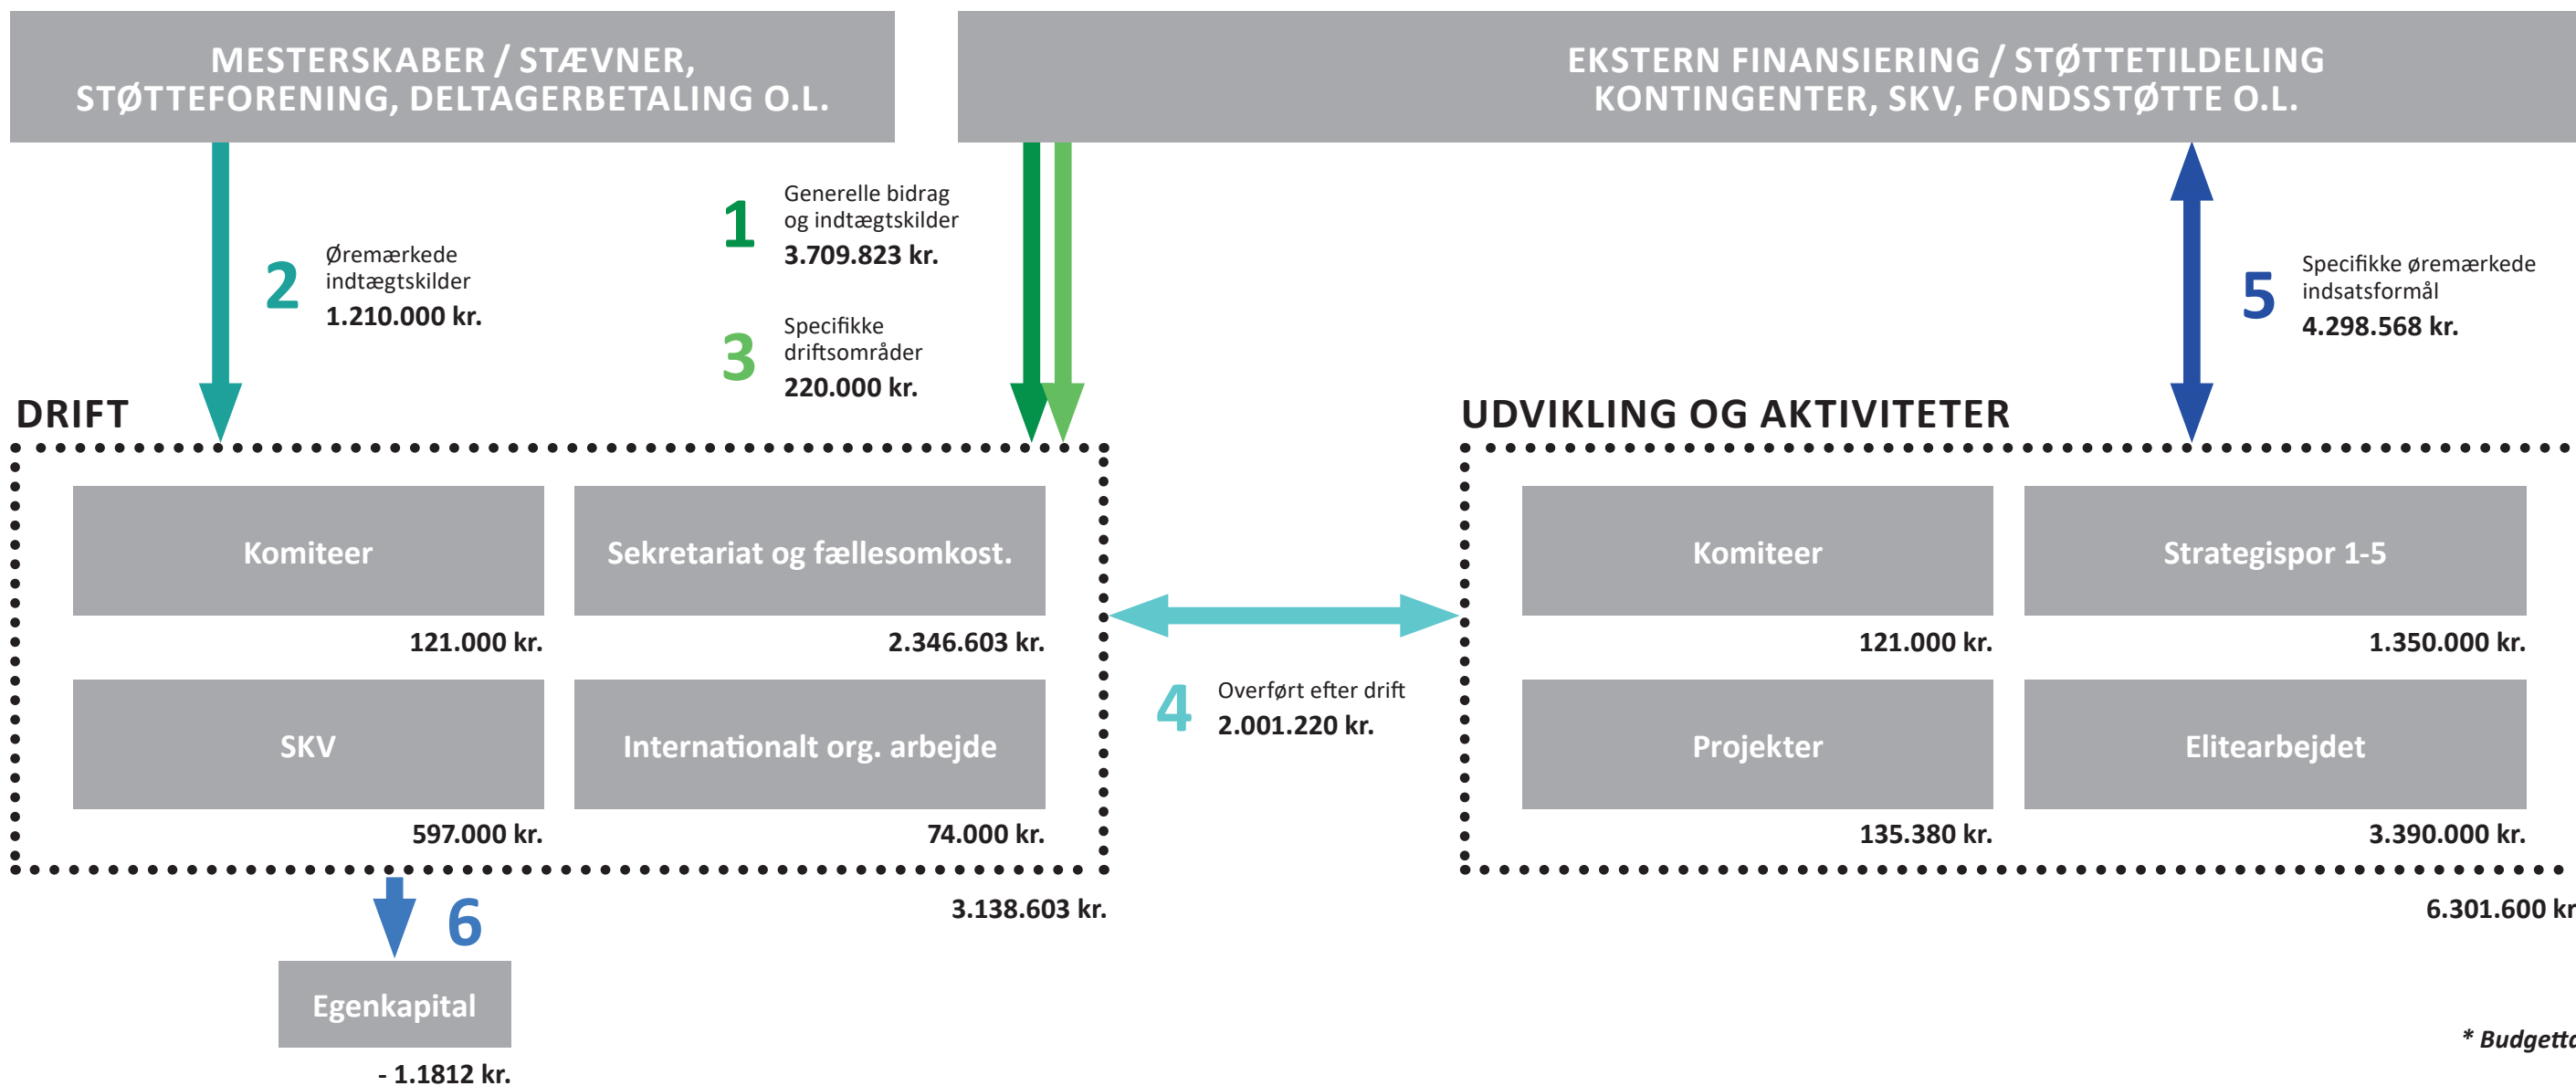 MESTERSKABER / STÆVNER,
STØTTEFORENING, DELTAGERBETALING O.L.
EKSTERN FINANSIERING / STØTTETILDELING
KONTINGENTER, SKV, FONDSSTØTTE O.L.
1
Generelle bidrag
og indtægtskilder
3.709.823 kr.
2
Øremærkede
indtægtskilder
1.210.000 kr.
3
Specifikke
driftsområder
220.000 kr.
5
Specifikke øremærkede
indsatsformål
4.298.568 kr.
DRIFT
Komiteer
121.000 kr.
Sekretariat og fællesomkost.
2.346.603 kr.
SKV
597.000 kr.
Internationalt org. arbejde
74.000 kr.
3.138.603 kr.
4
Overført efter drift
2.001.220 kr.
UDVIKLING OG AKTIVITETER
Komiteer
121.000 kr.
Strategispor 1-5
1.350.000 kr.
Projekter
135.380 kr.
Elitearbejdet
3.390.000 kr.
6.301.600 kr
6
Egenkapital
- 1.1812 kr.
* Budgetta